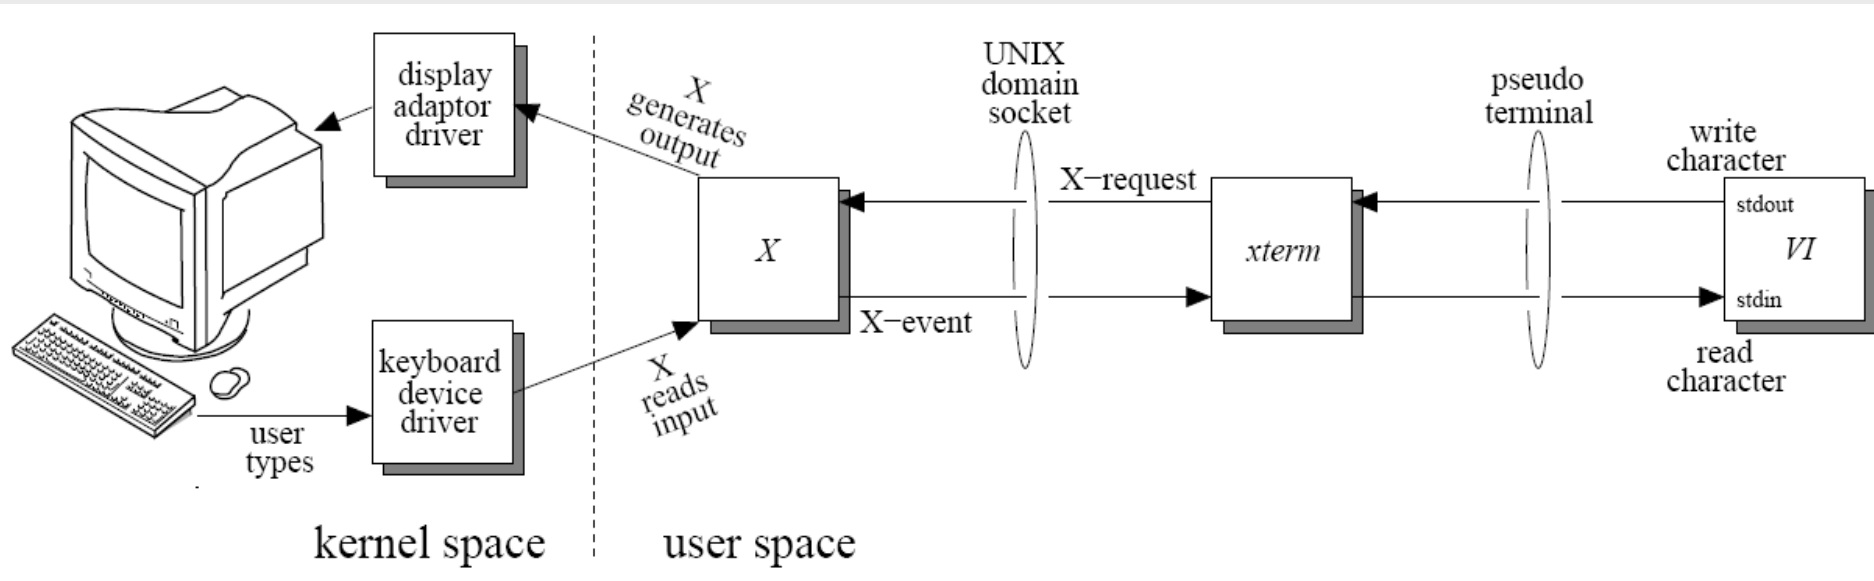 display
adaptor
driver
X
generates
output
UNIX
domain
socket
pseudo
terminal
write
character
X−request
stdout
X
xterm
VI
stdin
X−event
read
character
keyboard
device
driver
X
reads
input
user
types
kernel space
user space